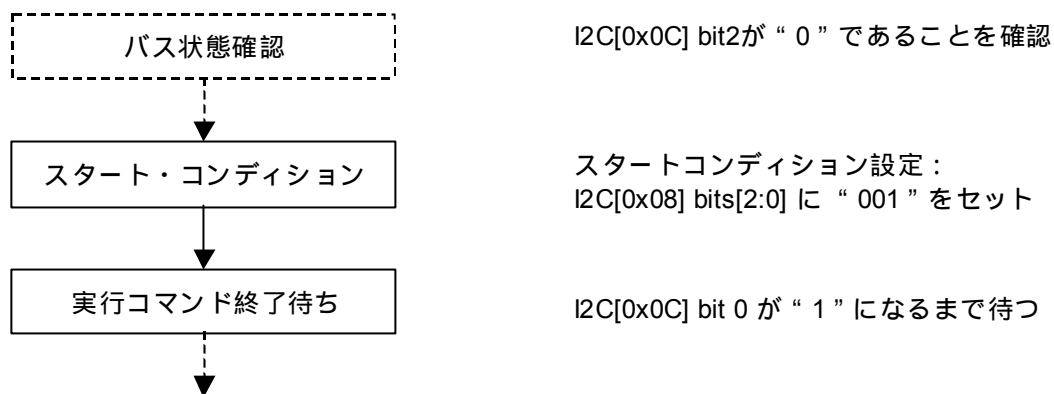 バス状態確認
I2C[0x0C] bit2が“0”であることを確認
スタート・コンディション
スタートコンディション設定:
I2C[0x08] bits[2:0] に “001”をセット
実行コマンド終了待ち
I2C[0x0C] bit 0 が“1”になるまで待つ